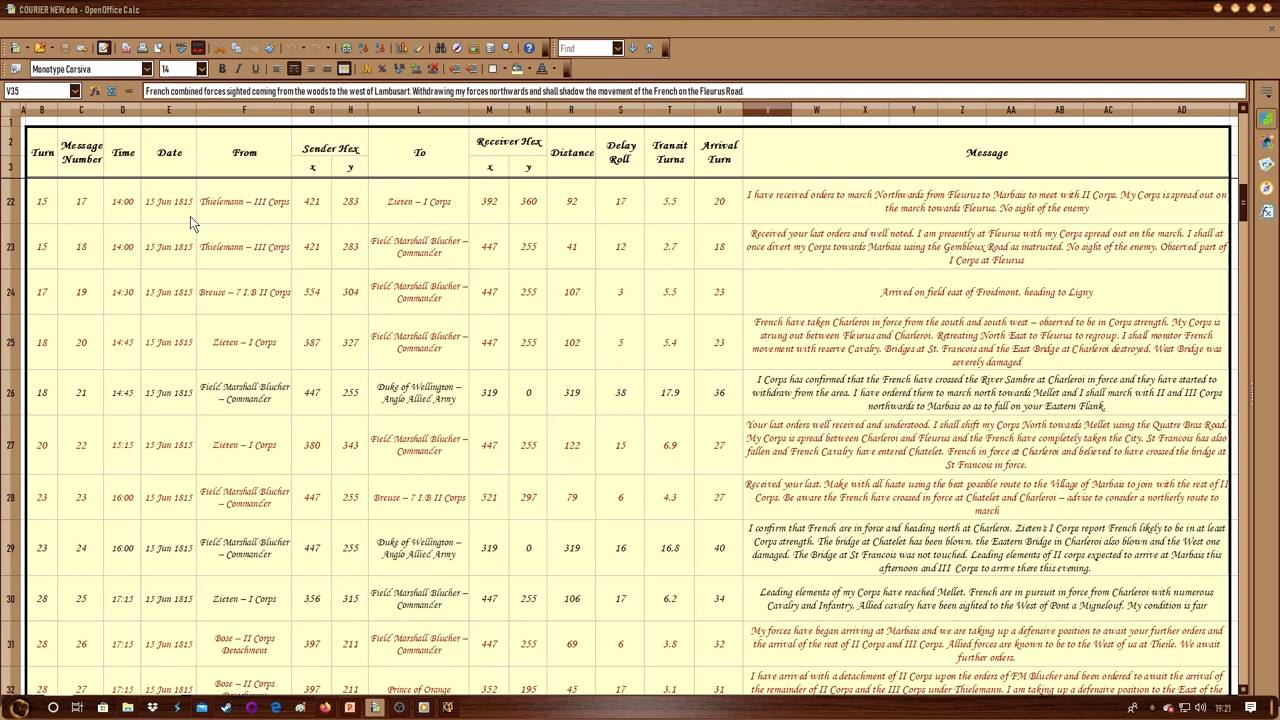 COURIER NEW.ods - OpenOffice Calc
Find
Monotype Corsiva 14 B I U
V35 French combined forces sighted coming from the woods to the west of Lambusart. Withdrawing my forces northwards and shall shadow the movement of the French on the Fleurus Road.
A B C D E F G H L M N R S T U V W X Y Z AA AB AC AD
1
2 Turn Message Number Time Date From Sender Hex To Receiver Hex Distance Delay Roll Transit Turns Arrival Turn Message
3 x y x y
22 15 17 14:00 15 Jun 1815 Thielemann – III Corps 421 283 Zieten – I Corps 392 360 92 17 5.5 20 I have received orders to march Northwards from Fleurus to Marbais to meet with II Corps. My Corps is spread out on
the march towards Fleurus. No sight of the enemy
23 15 18 14:00 15 Jun 1815 Thielemann – III Corps 421 283 Field Marshall Blucher – Commander 447 255 41 12 2.7 18 Received your last orders and well noted. I am presently at Fleurus with my Corps spread out on the march. I shall at
once divert my Corps towards Marbais using the Gembloux Road as instructed. No sight of the enemy. Observed part of
I Corps at Fleurus
24 17 19 14:30 15 Jun 1815 Breuse – 7 I.B II Corps 554 304 Field Marshall Blucher – Commander 447 255 107 3 5.5 23 Arrived on field east of Froidmont. heading to Ligny
25 18 20 14:45 15 Jun 1815 Zieten – I Corps 387 327 Field Marshall Blucher – Commander 447 255 102 5 5.4 23 French have taken Charleroi in force from the south and south west – observed to be in Corps strength. My Corps is
strung out between Fleurus and Charleroi. Retreating North East to Fleurus to regroup. I shall monitor French
movement with reserve Cavalry. Bridges at St. Francois and the East Bridge at Charleroi destroyed. West Bridge was
severely damaged
26 18 21 14:45 15 Jun 1815 Field Marshall Blucher – Commander 447 255 Duke of Wellington – Anglo Allied Army 319 0 319 38 17.9 36 I Corps has confirmed that the French have crossed the River Sambre at Charleroi in force and they have started to
withdraw from the area. I have ordered them to march north towards Mellet and I shall march with II and III Corps
northwards to Marbais so as to fall on your Eastern Flank.
27 20 22 15:15 15 Jun 1815 Zieten – I Corps 380 343 Field Marshall Blucher – Commander 447 255 122 15 6.9 27 Your last orders well received and understood. I shall shift my Corps North towards Mellet using the Quatre Bras Road.
My Corps is spread between Charleroi and Fleurus and the French have completely taken the City. St Francois has also
fallen and French Cavalry have entered Chatelet. French in force at Charleroi and believed to have crossed the bridge at
St Francois in force.
28 23 23 16:00 15 Jun 1815 Field Marshall Blucher – Commander 447 255 Breuse – 7 I.B II Corps 521 297 79 6 4.3 27 Received your last. Make with all haste using the best possible route to the Village of Marbais to join with the rest of II
Corps. Be aware the French have crossed in force at Chatelet and Charleroi – advise to consider a northerly route to
march
29 23 24 16:00 15 Jun 1815 Field Marshall Blucher – Commander 447 255 Duke of Wellington – Anglo Allied Army 319 0 319 16 16.8 40 I confirm that French are in force and heading north at Charleroi. Zieten's I Corps report French likely to be in at least
Corps strength. The bridge at Chatelet has been blown, the Eastern Bridge in Charleroi also blown and the West one
damaged. The Bridge at St Francois was not touched. Leading elements of II corps expected to arrive at Marbais this
afternoon and III Corps to arrive there this evening.
30 28 25 17:15 15 Jun 1815 Zieten – I Corps 356 315 Field Marshall Blucher – Commander 447 255 106 17 6.2 34 Leading elements of my Corps have reached Mellet. French are in pursuit in force from Charleroi with numerous
Cavalry and Infantry. Allied cavalry have been sighted to the West of Pont a Mignelouf. My condition is fair
31 28 26 17:15 15 Jun 1815 Bose – II Corps Detachment 397 211 Field Marshall Blucher – Commander 447 255 69 6 3.8 32 My forces have began arriving at Marbais and we are taking up a defensive position to await your further orders and
the arrival of the rest of II Corps and III Corps. Allied forces are known to be to the West of us at Theile. We await
further orders.
32 28 27 17:15 15 Jun 1815 Bose – II Corps Detachment 397 211 Prince of Orange 352 195 45 17 3.1 31 I have arrived with a detachment of II Corps upon the orders of FM Blucher and been ordered to await the arrival of
the remainder of II Corps and the III Corps under Thielemann. I am taking up a defensive position to the East of the
19:21